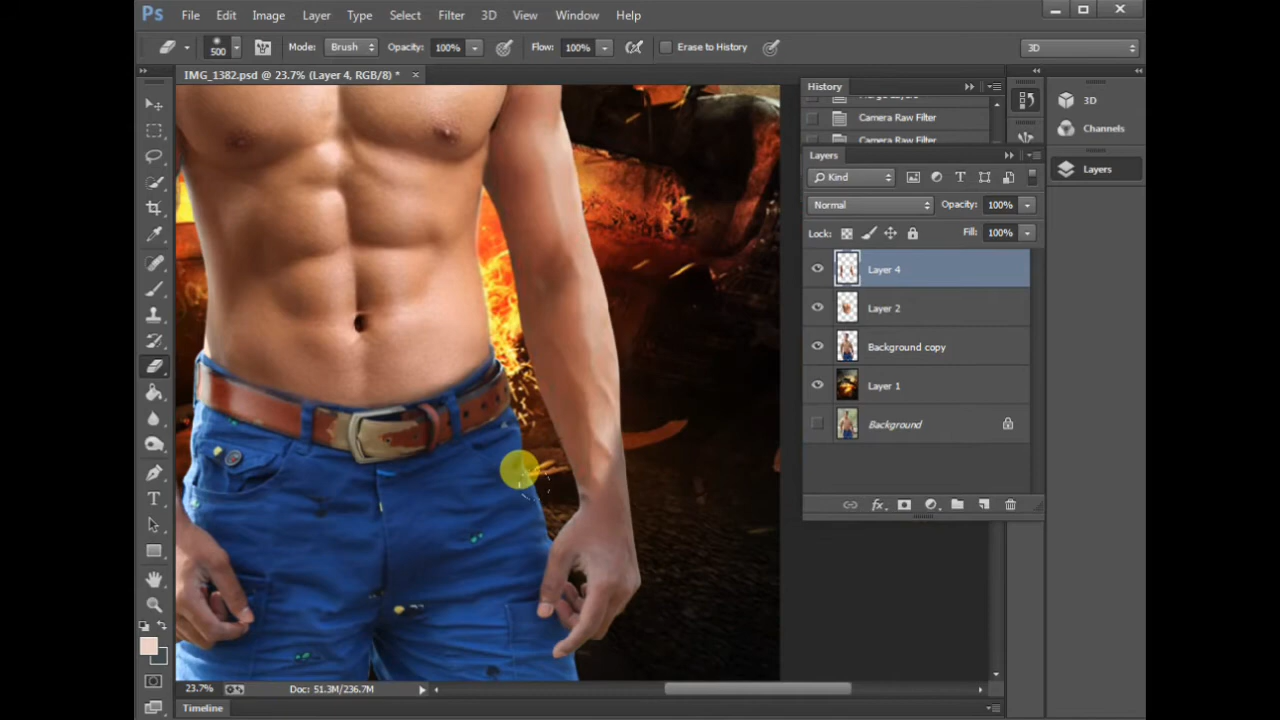 Ps File Edit Image Layer Type Select Filter 3D View Window Help
500 Mode: Brush Opacity: 100% Flow: 100% Erase to History 3D
IMG_1382.psd @ 23.7% (Layer 4, RGB/8) *
History
Camera Raw Filter
Camera Raw Filter
Layers
Kind
Normal Opacity: 100%
Lock: Fill: 100%
Layer 4
Layer 2
Background copy
Layer 1
Background
fx
3D
Channels
Layers
23.7% Doc: 51.3M/236.7M
Timeline